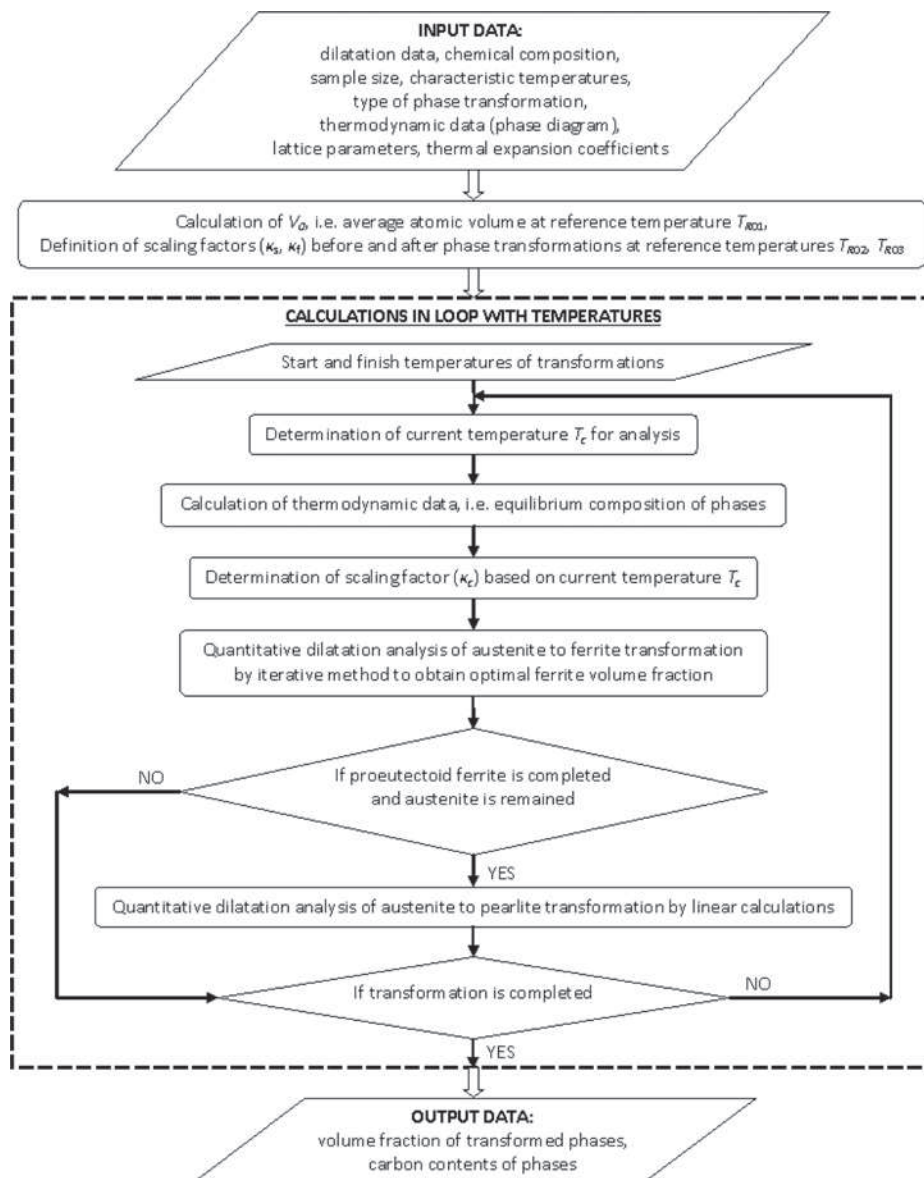 INPUT DATA:
dilatation data, chemical composition,
sample size, characteristic temperatures,
type of phase transformation,
thermodynamic data (phase diagram),
lattice parameters, thermal expansion coefficients
Calculation of V₀, i.e. average atomic volume at reference temperature T_R01,
Definition of scaling factors (κₛ, κ_f) before and after phase transformations at reference temperatures T_R02, T_R03
CALCULATIONS IN LOOP WITH TEMPERATURES
Start and finish temperatures of transformations
Determination of current temperature T_c for analysis
Calculation of thermodynamic data, i.e. equilibrium composition of phases
Determination of scaling factor (κ_c) based on current temperature T_c
Quantitative dilatation analysis of austenite to ferrite transformation
by iterative method to obtain optimal ferrite volume fraction
NO
If proeutectoid ferrite is completed
and austenite is remained
YES
Quantitative dilatation analysis of austenite to pearlite transformation by linear calculations
If transformation is completed
NO
YES
OUTPUT DATA:
volume fraction of transformed phases,
carbon contents of phases